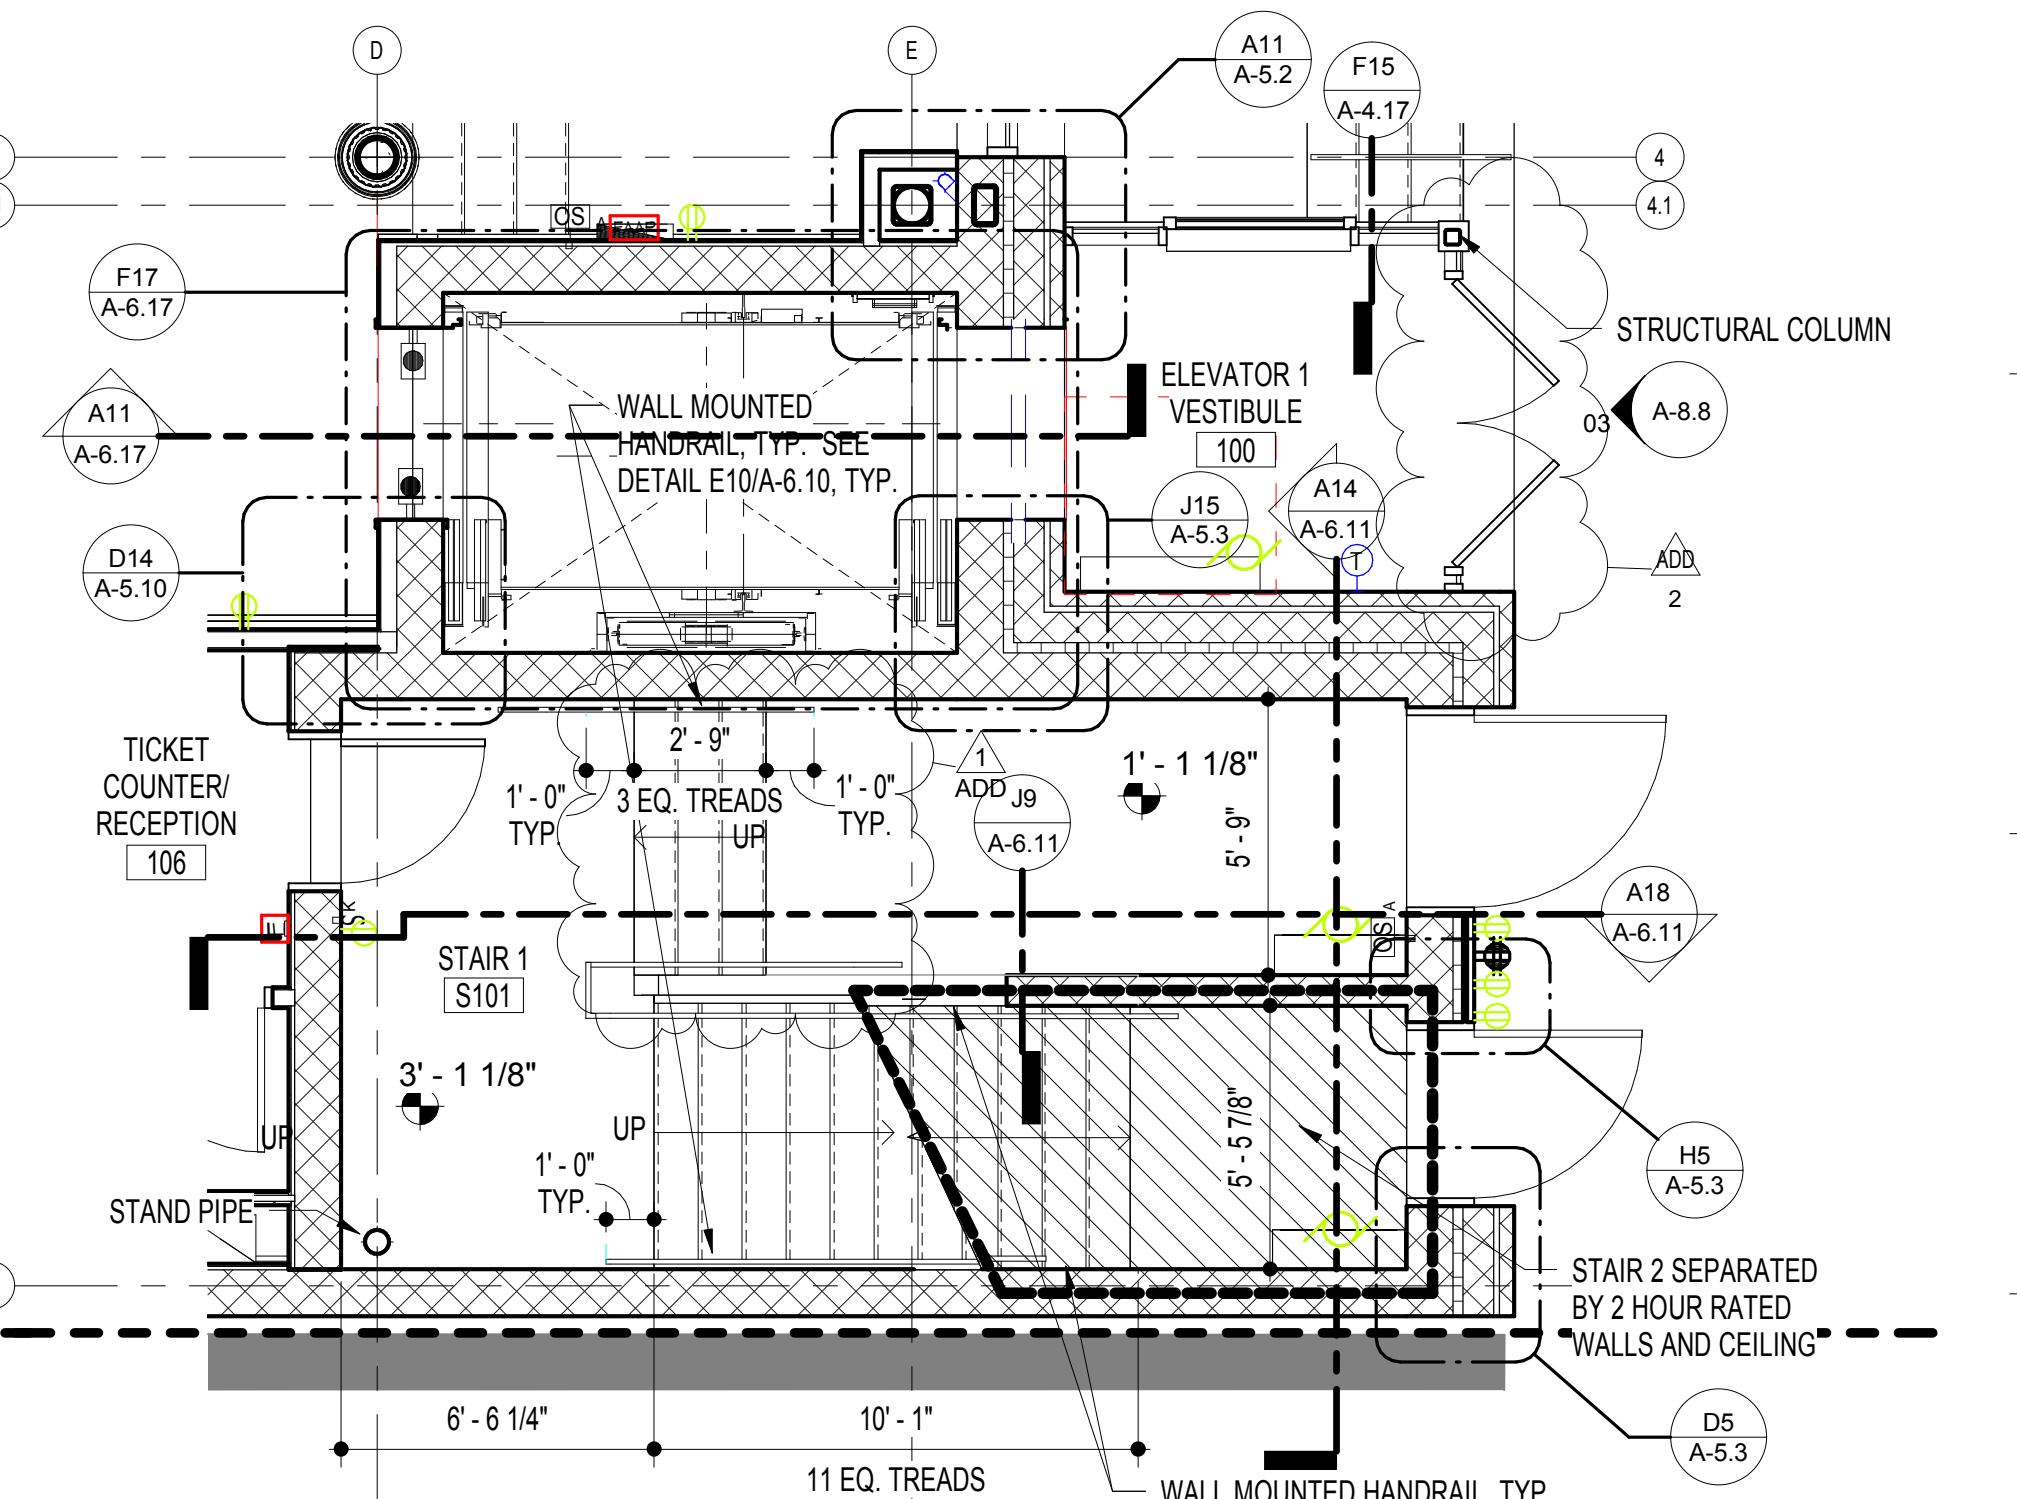 D
E
A11
A-5.2
F15
A-4.17
4
4.1
OS
F17
A-6.17
STRUCTURAL COLUMN
A11
A-6.17
WALL MOUNTED
HANDRAIL, TYP. SEE
DETAIL E10/A-6.10, TYP.
ELEVATOR 1
VESTIBULE
100
03
A-8.8
J15
A-5.3
A14
A-6.11
T
D14
A-5.10
ADD
2
TICKET
COUNTER/
RECEPTION
106
2' - 9"
1' - 0"
TYP.
3 EQ. TREADS
UP
1' - 0"
TYP.
1
ADD
J9
A-6.11
1' - 1 1/8"
5' - 9"
A18
A-6.11
SK
OS
A
STAIR 1
S101
3' - 1 1/8"
UP
UP
1' - 0"
TYP.
5' - 5 7/8"
H5
A-5.3
STAND PIPE
STAIR 2 SEPARATED
BY 2 HOUR RATED
WALLS AND CEILING
6' - 6 1/4"
10' - 1"
11 EQ. TREADS
D5
A-5.3
WALL MOUNTED HANDRAIL, TYP.